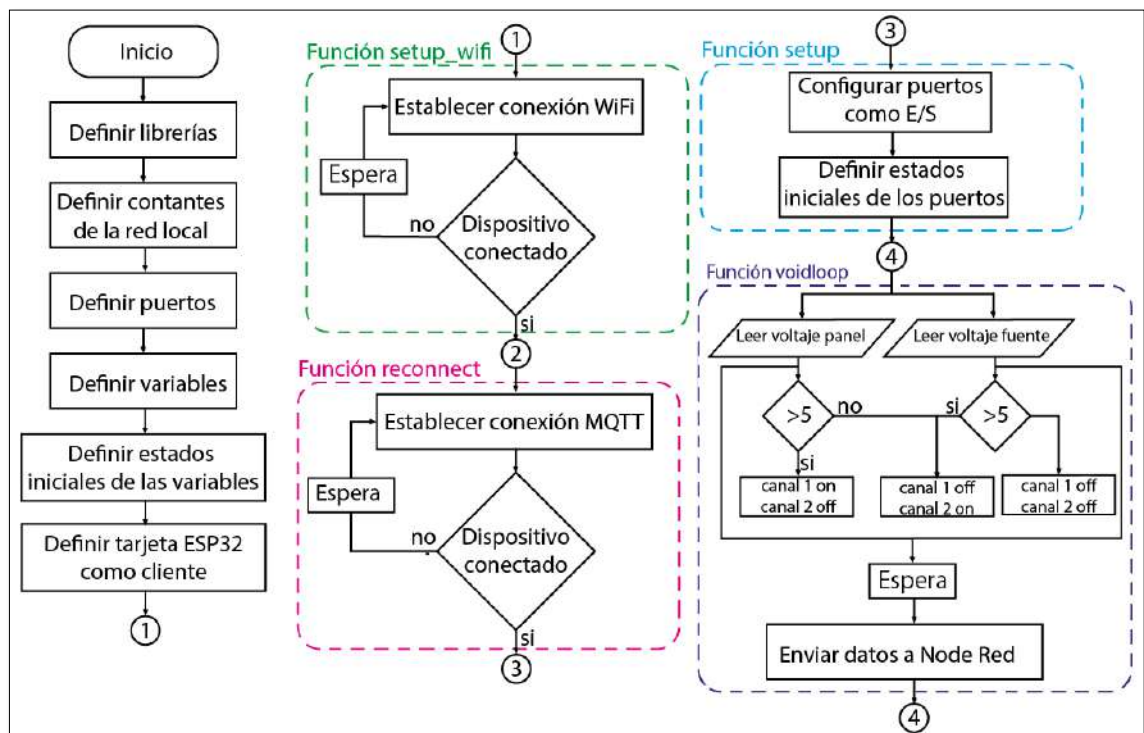 Inicio
Definir librerías
Definir contantes
de la red local
Definir puertos
Definir variables
Definir estados
iniciales de las variables
Definir tarjeta ESP32
como cliente
1
1
Función setup_wifi
Establecer conexión WiFi
Espera
no
Dispositivo
conectado
si
2
Función reconnect
Establecer conexión MQTT
Espera
no
Dispositivo
conectado
si
3
3
Función setup
Configurar puertos
como E/S
Definir estados
iniciales de los puertos
4
Función voidloop
Leer voltaje panel
Leer voltaje fuente
>5
no
si
>5
si
canal 1 on
canal 2 off
canal 1 off
canal 2 on
canal 1 off
canal 2 off
Espera
Enviar datos a Node Red
4